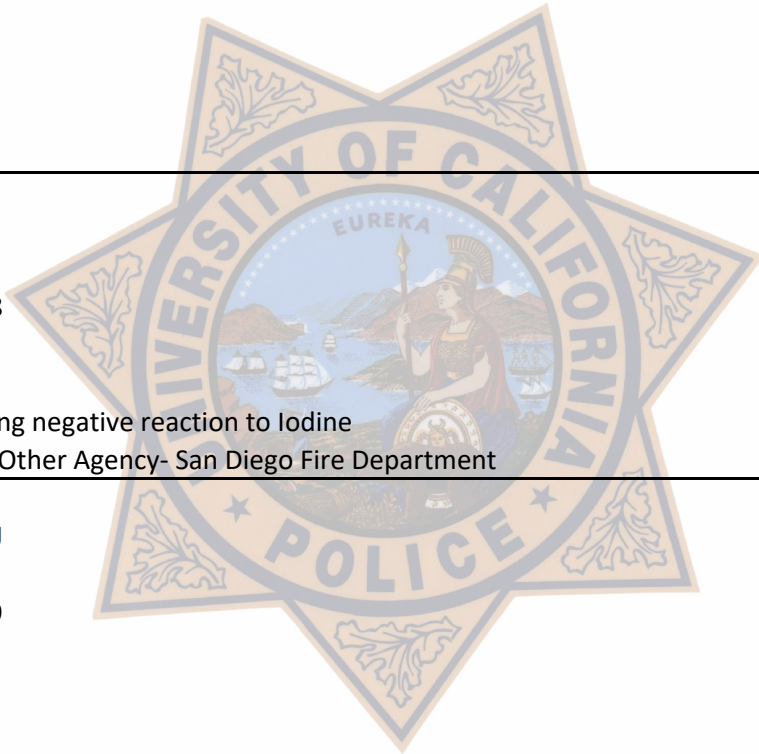 UNIVERSITY OF CALIFORNIA
EUREKA
ng negative reaction to Iodine
Other Agency- San Diego Fire Department
POLICE